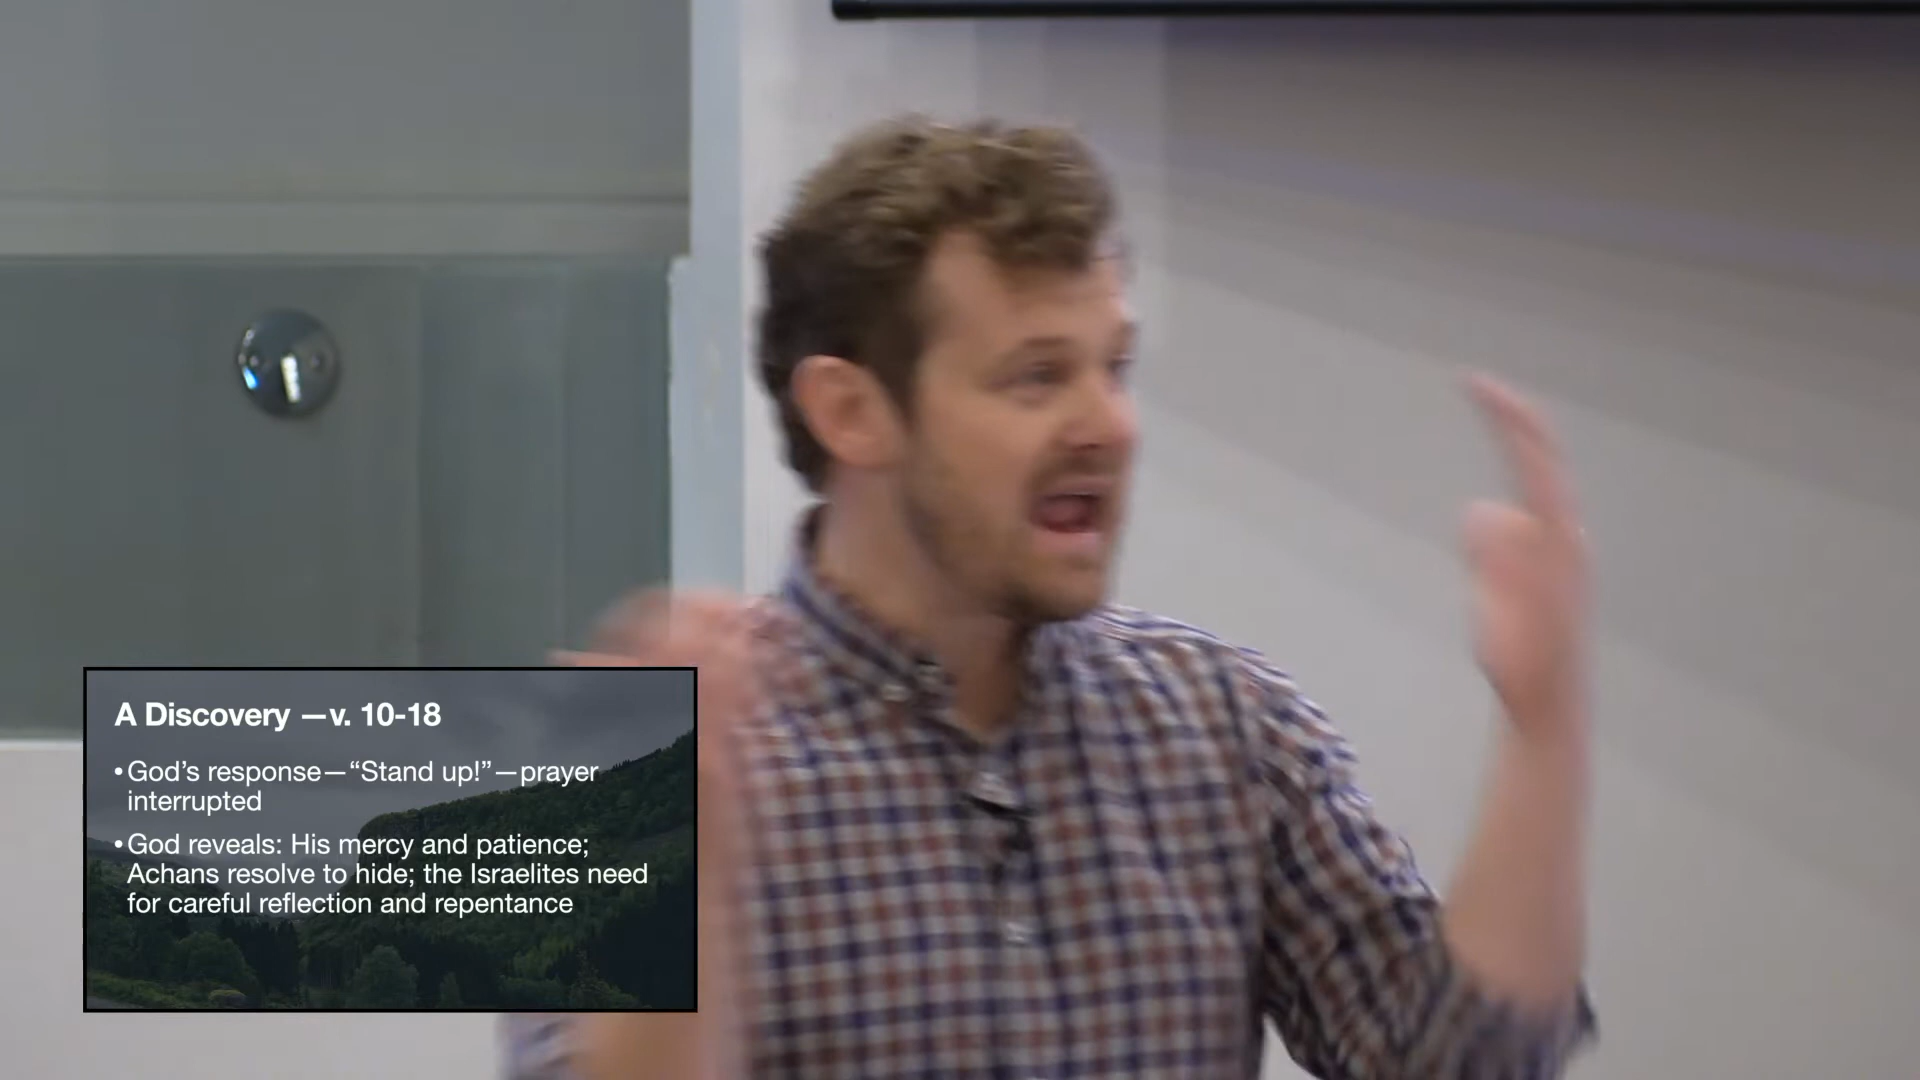 A Discovery —v. 10-18
•God’s response—“Stand up!”—prayer
interrupted
•God reveals: His mercy and patience;
Achans resolve to hide; the Israelites need
for careful reflection and repentance